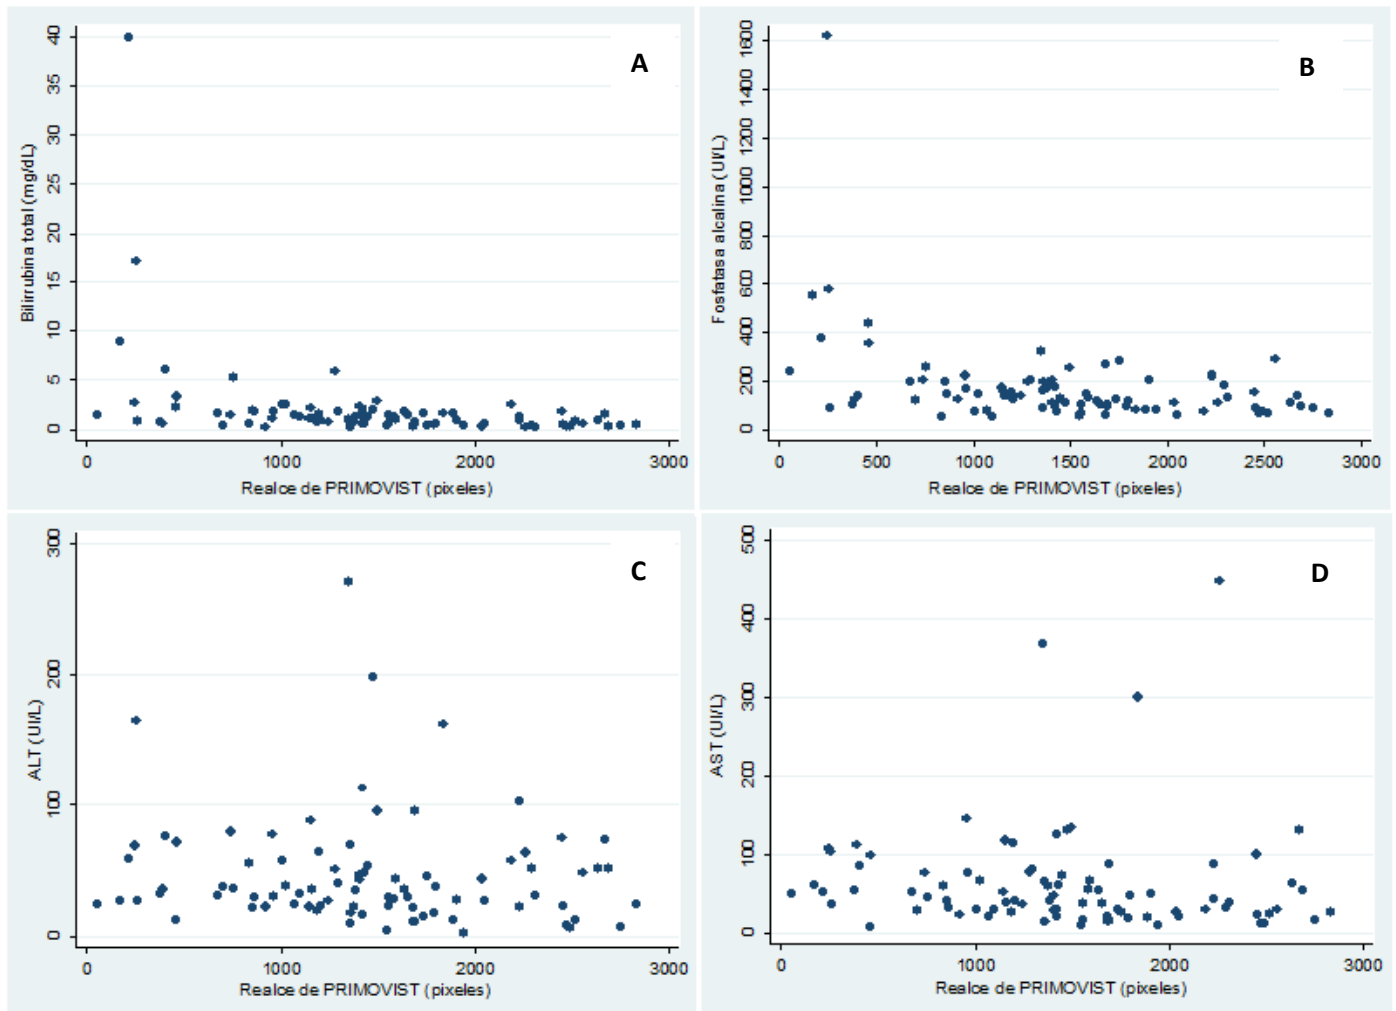 A
Bilirrubina total (mg/dL)
40
35
30
25
20
15
10
5
0
0 1000 2000 3000
Realce de PRIMOVIST (pixeles)
B
Fosfatasa alcalina (UI/L)
1600
1400
1200
1000
800
600
400
200
0
0 500 1000 1500 2000 2500 3000
Realce de PRIMOVIST (pixeles)
C
ALT (UI/L)
300
200
100
0
0 1000 2000 3000
Realce de PRIMOVIST (pixeles)
D
AST (UI/L)
500
400
300
200
100
0
0 1000 2000 3000
Realce de PRIMOVIST (pixeles)